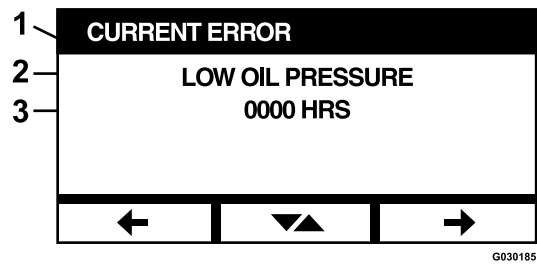 1
CURRENT ERROR
2
LOW OIL PRESSURE
3
0000 HRS
G030185